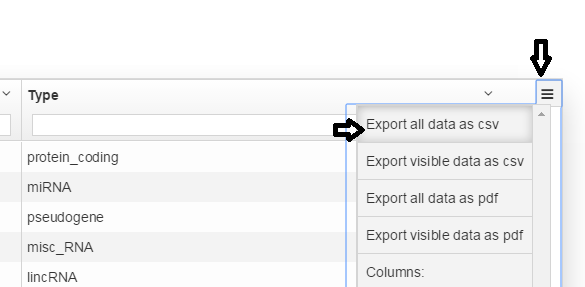 Type
Export all data as csv
protein_coding
Export visible data as csv
miRNA
Export all data as pdf
pseudogene
misc_RNA
Export visible data as pdf
lincRNA
Columns: